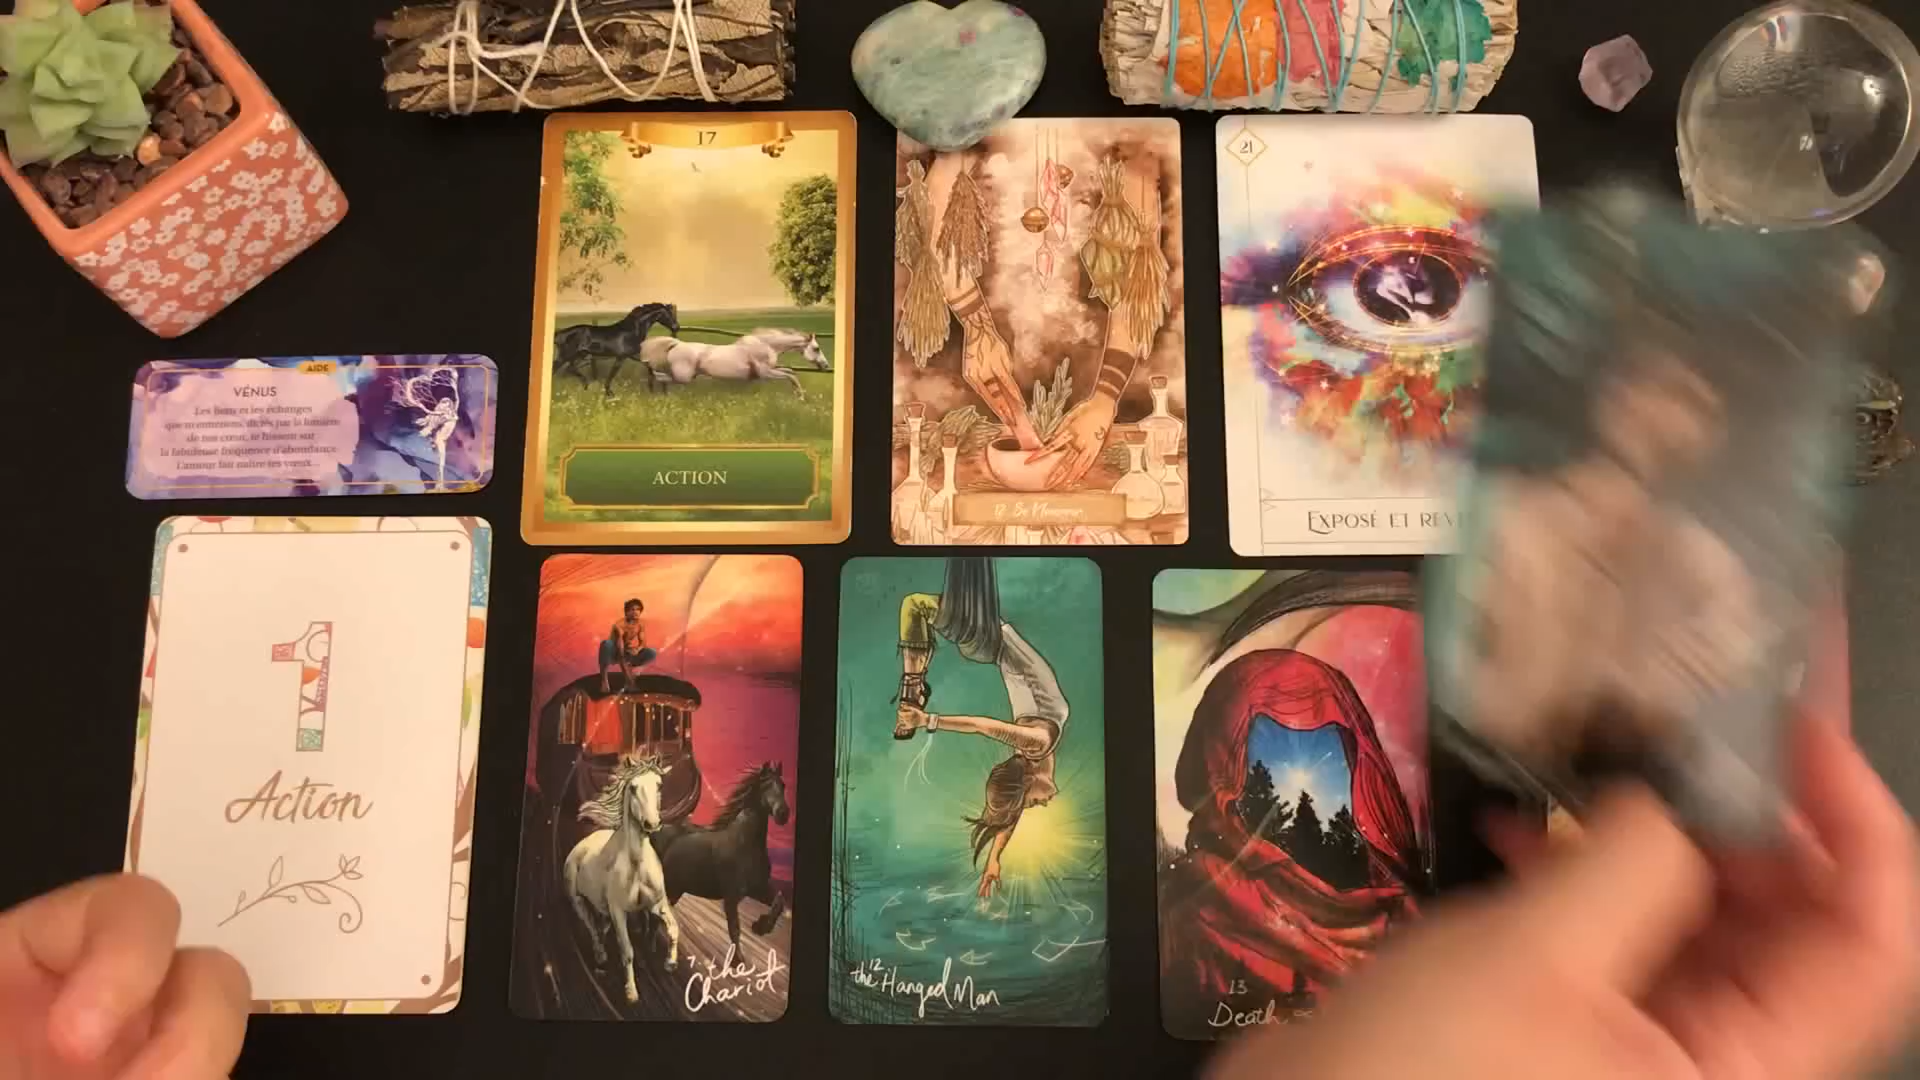 17
ACTION
12
21
EXPOSÉ ET
AIDE
VÉNUS
Les liens et les échanges
que tu entretiens, dictés par la lumière
de ton cœur, te hissent sur
la fabuleuse fréquence d'abondance.
L'amour fait naître tes vœux...
1
Action
7
the
Chariot
12
the Hanged Man
13
Death